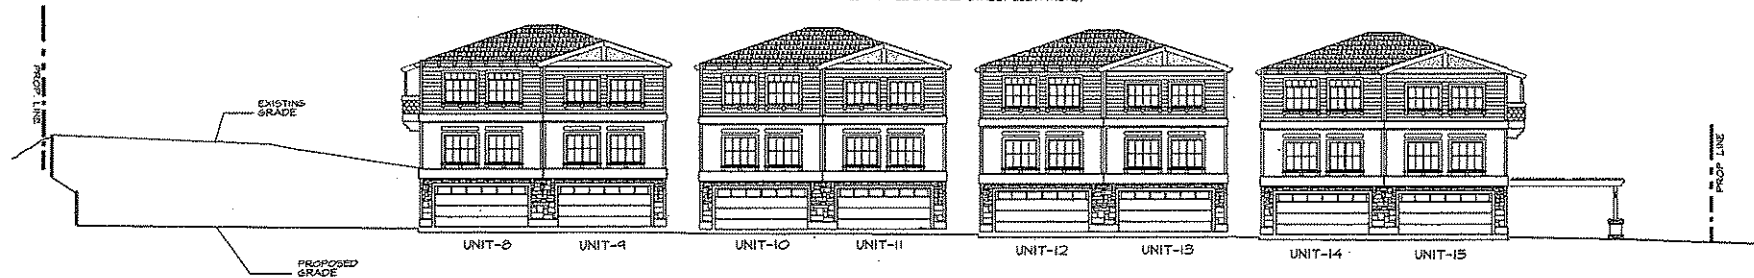 PROP LINE
EXISTING
GRADE
PROP LINE
UNIT-8
UNIT-9
UNIT-10
UNIT-11
UNIT-12
UNIT-13
UNIT-14
UNIT-15
PROPOSED
GRADE